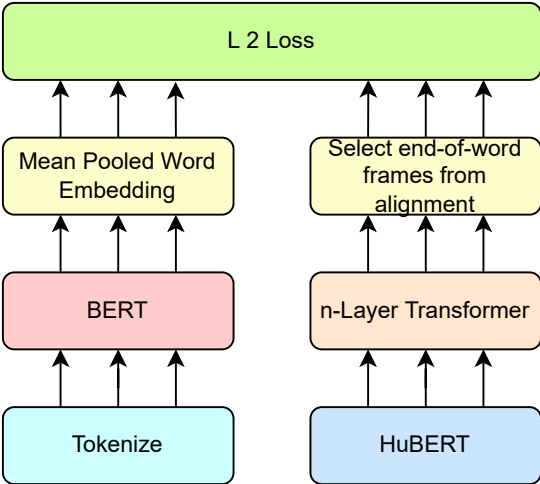 L 2 Loss
Mean Pooled Word
Embedding
Select end-of-word
frames from
alignment
BERT
n-Layer Transformer
Tokenize
HuBERT